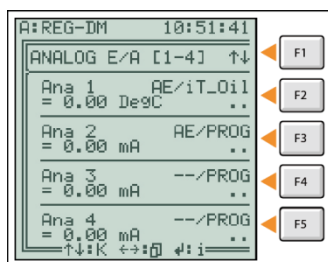 A:REG-DM 10:51:41
ANALOG E/A [1-4] ↑↓
F1
Ana 1 AE/iT_Oil
= 0.00 DegC ..
F2
Ana 2 AE/PROG
= 0.00 mA ..
F3
Ana 3 --/PROG
= 0.00 mA ..
F4
Ana 4 --/PROG
= 0.00 mA ..
F5
↑↓:K ↔:🗐 ↲:i